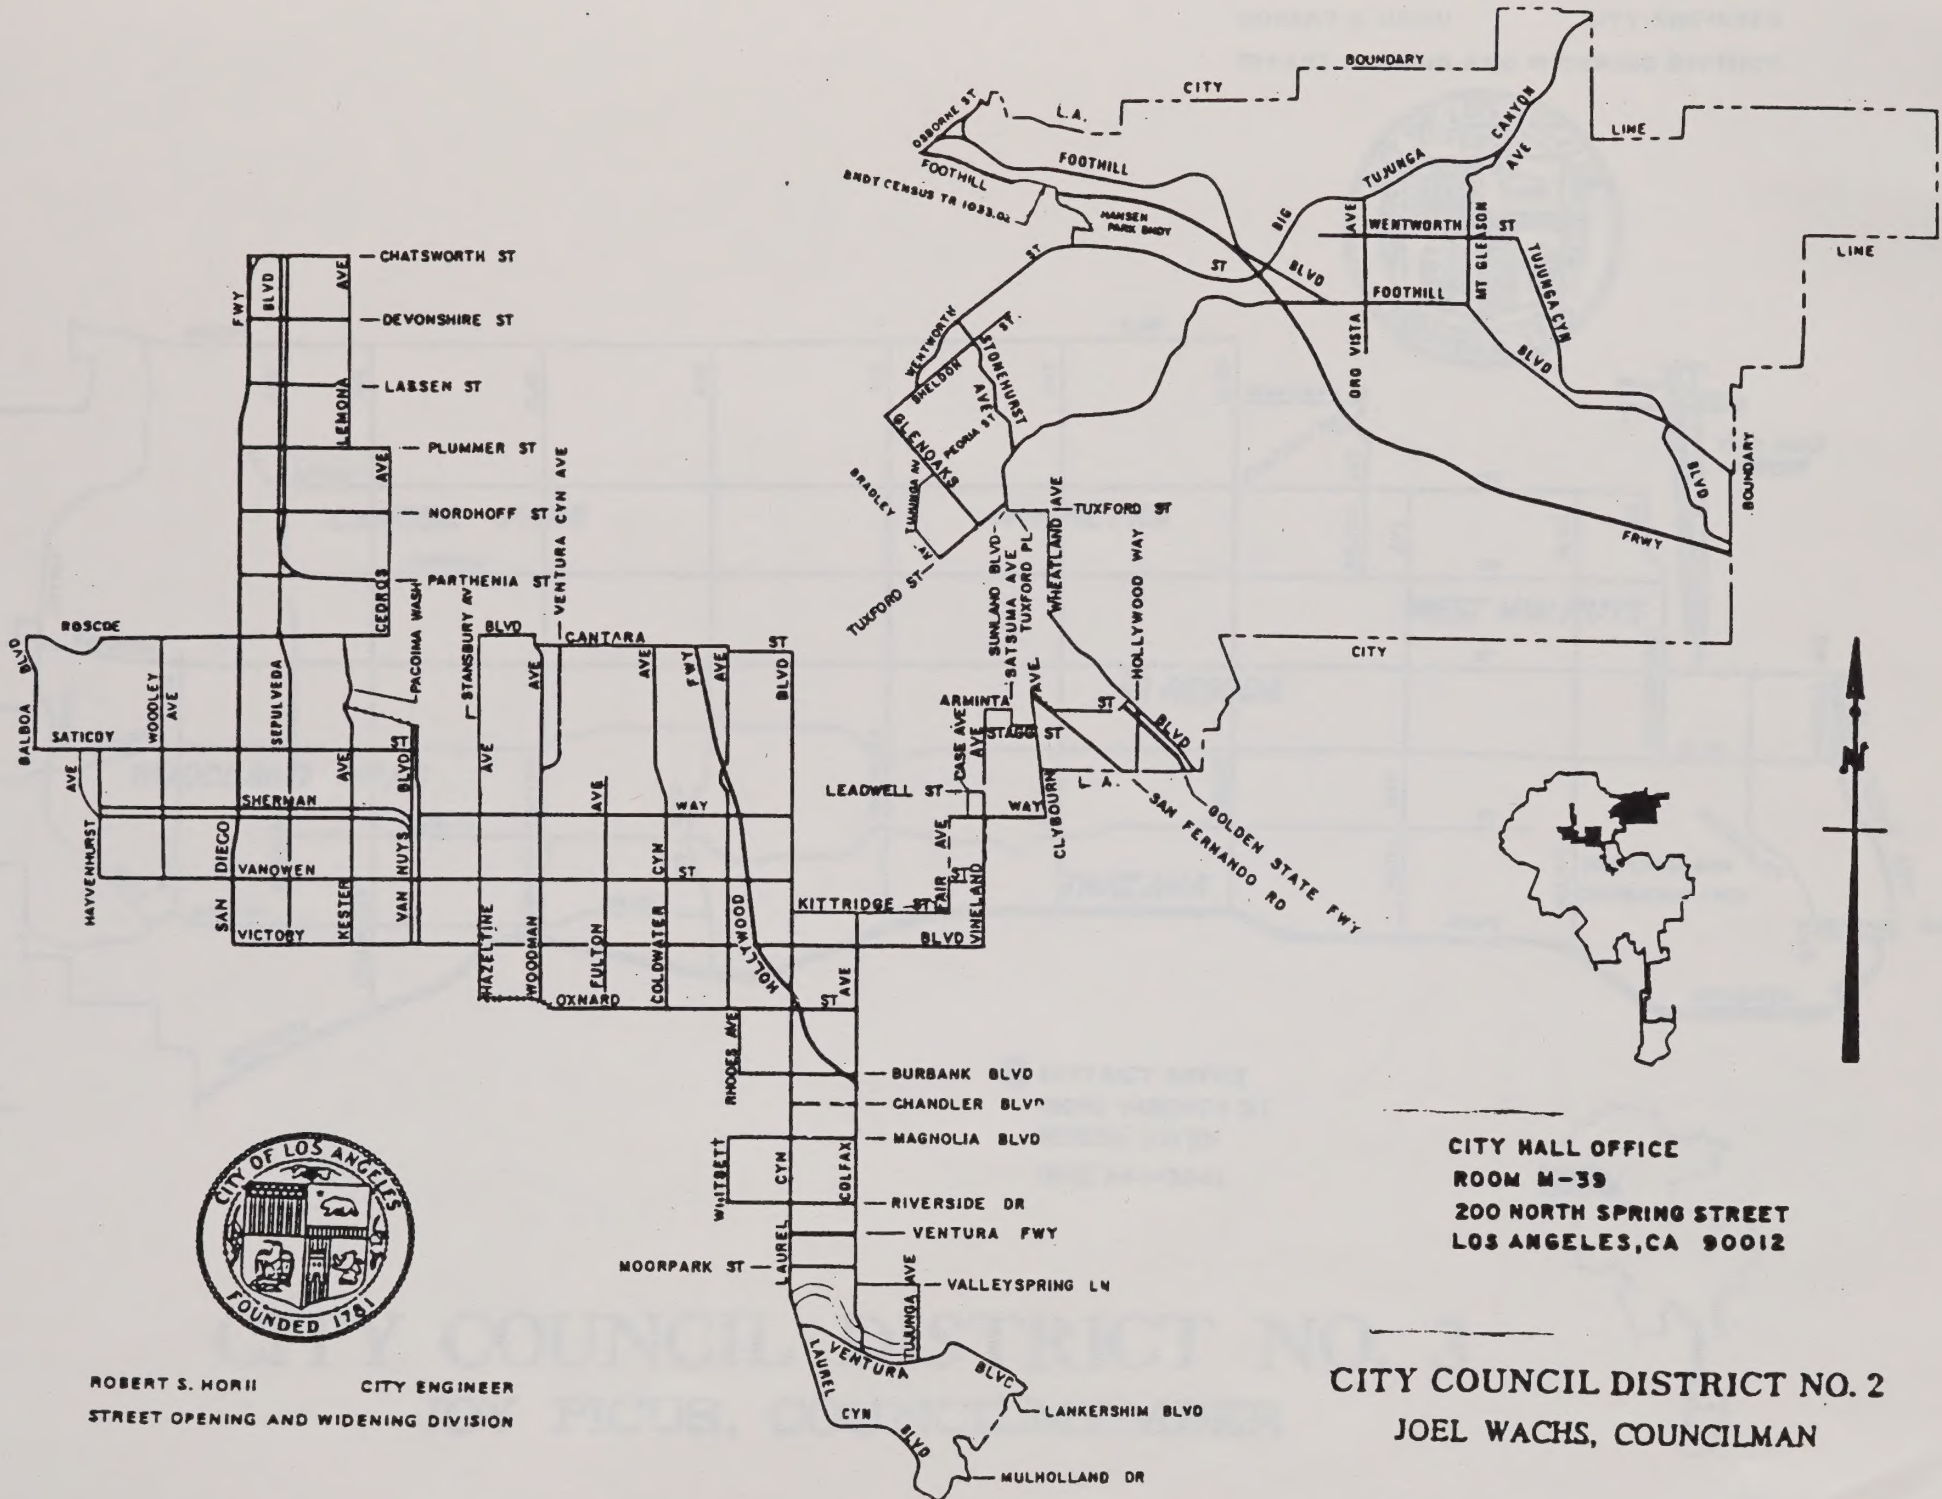 CITY BOUNDARY
L.A.
LINE
LINE
OSBORNE ST
FOOTHILL
FOOTHILL
BNDY CENSUS TR 1033.02
HANSEN
PARK BNDY
BIG
TUJUNGA
CANYON
AVE
AVE
WENTWORTH ST
MT GLEASON
TUJUNGA CYN
ST
ST
BLVD
FOOTHILL
BLVD
ORO VISTA
WENTWORTH
SHELDON
ST
STONEHURST
AVE
PEORIA ST
GLENOAKS
TUJUNGA AV
BRADLEY
AV
TUXFORD ST
BLVD
BOUNDARY
FRWY
CITY
CHATSWORTH ST
DEVONSHIRE ST
LASSEN ST
PLUMMER ST
NORDHOFF ST
PARTHENIA ST
FWY
BLVD
AVE
LEMONA
AVE
CEDROS
PACOIMA WASH
STANSBURY AV
VENTURA CYN AVE
TUXFORD ST
SUNLAND BLVD
SATSUMA AVE
TUXFORD PL
WHEATLAND AVE
HOLLYWOOD WAY
ROSCOE
BLVD
CANTARA
ST
BALBOA BLVD
WOODLEY
AVE
SEPULVEDA
AVE
AVE
FWY
AVE
BLVD
SATICOY
ST
AVE
AVE
BLVD
AVE
AVE
ARMINTA
ST
AVE
STAGG ST
BLVD
CASE AVE
AVE
LEADWELL ST
WAY
CLYBOURN
L.A.
SAN FERNANDO RD
GOLDEN STATE FWY
SHERMAN
WAY
HAYVENHURST
SAN DIEGO
VANOWEN
ST
KESTER
VAN NUYS
HAZELTINE
WOODMAN
FULTON
COLDWATER CYN
HOLLYWOOD
KITTRIDGE ST
FAIR AVE
ST
VINELAND
VICTORY
BLVD
OXNARD
ST
AVE
RHODES AVE
BURBANK BLVD
CHANDLER BLVD
MAGNOLIA BLVD
WHITSETT
LAUREL CYN
COLFAX
RIVERSIDE DR
VENTURA FWY
MOORPARK ST
VALLEYSPRING LN
TUJUNGA AVE
VENTURA
BLVD
LAUREL
CYN
BLVD
LANKERSHIM BLVD
MULHOLLAND DR
N
CITY HALL OFFICE
ROOM M-39
200 NORTH SPRING STREET
LOS ANGELES, CA 90012
CITY OF LOS ANGELES
FOUNDED 1781
ROBERT S. HORII CITY ENGINEER
STREET OPENING AND WIDENING DIVISION
CITY COUNCIL DISTRICT NO. 2
JOEL WACHS, COUNCILMAN